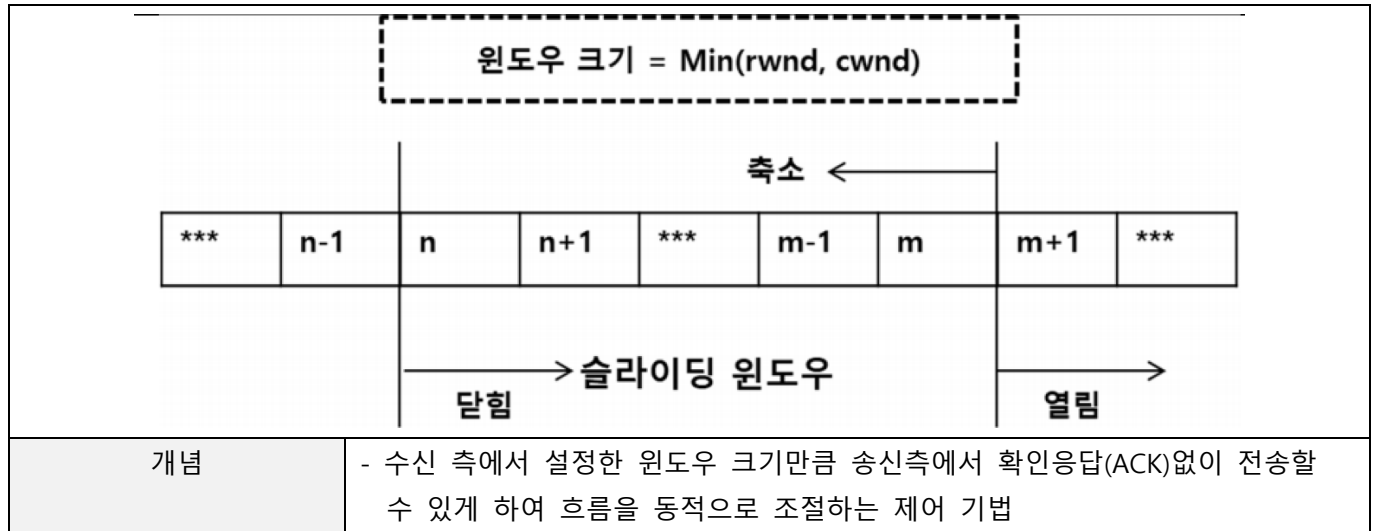 윈도우 크기 = Min(rwnd, cwnd)
축소
*** n-1 n n+1 *** m-1 m m+1 ***
슬라이딩 윈도우
닫힘 열림
개념 - 수신 측에서 설정한 윈도우 크기만큼 송신측에서 확인응답(ACK)없이 전송할
수 있게 하여 흐름을 동적으로 조절하는 제어 기법